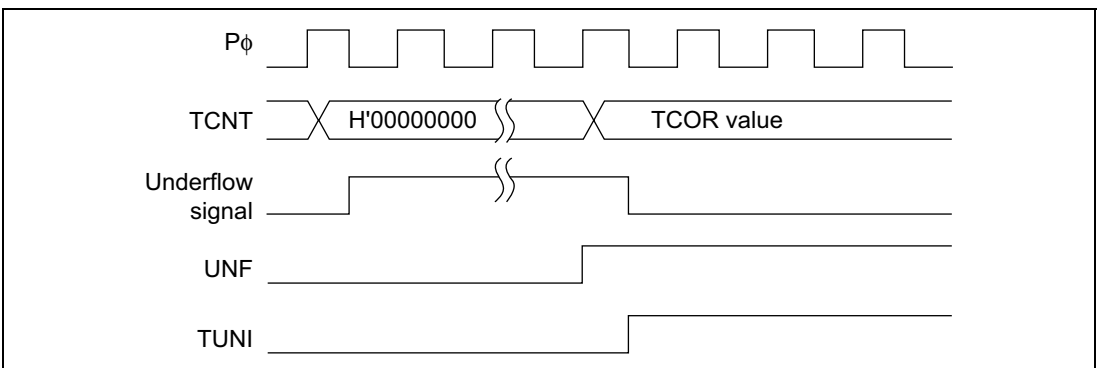 Pϕ
TCNT H'00000000 TCOR value
Underflow
signal
UNF
TUNI